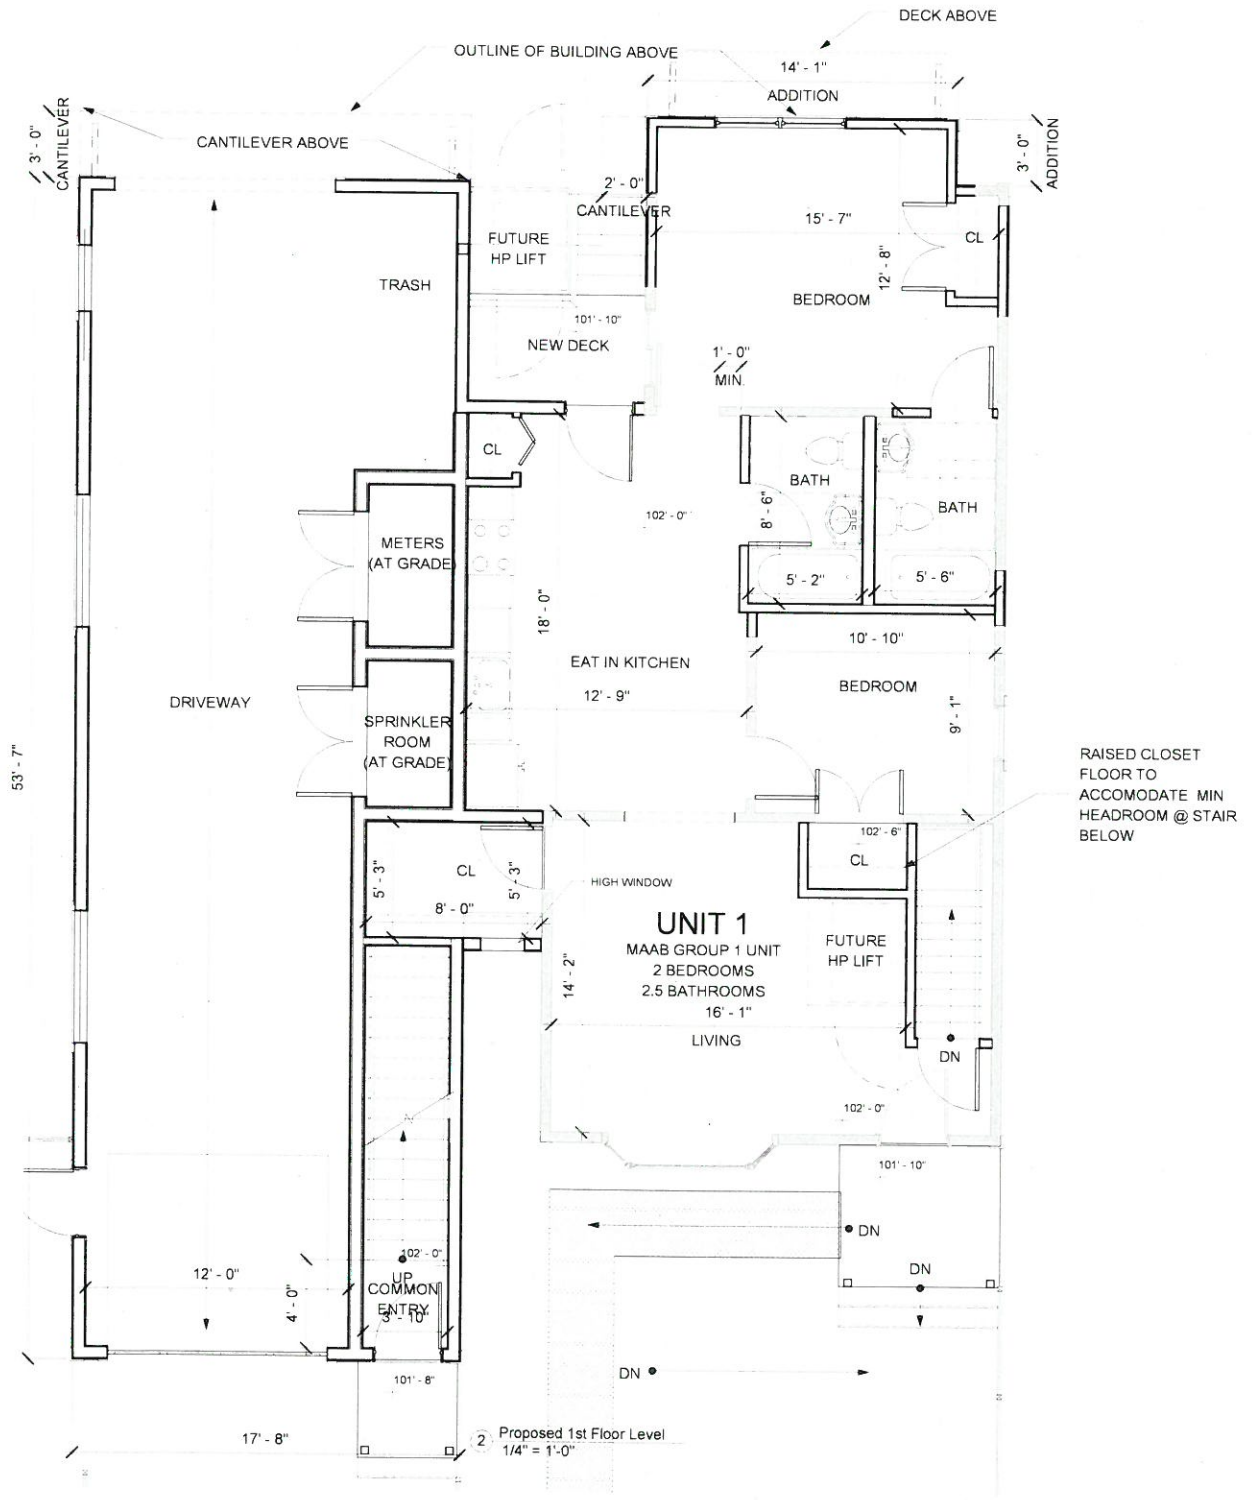 DECK ABOVE
OUTLINE OF BUILDING ABOVE
14' - 1"
ADDITION
3' - 0"
CANTILEVER
CANTILEVER ABOVE
3' - 0"
ADDITION
2' - 0"
CANTILEVER
15' - 7"
FUTURE
HP LIFT
CL
12' - 8"
TRASH
BEDROOM
101' - 10"
NEW DECK
1' - 0"
MIN.
CL
BATH
8' - 6"
BATH
102' - 0"
METERS
(AT GRADE)
5' - 2"
5' - 6"
18' - 0"
10' - 10"
EAT IN KITCHEN
12' - 9"
BEDROOM
9' - 1"
DRIVEWAY
SPRINKLER
ROOM
(AT GRADE)
53' - 7"
RAISED CLOSET
FLOOR TO
ACCOMODATE MIN
HEADROOM @ STAIR
BELOW
102' - 6"
CL
CL
5' - 3"
5' - 3"
8' - 0"
HIGH WINDOW
UNIT 1
MAAB GROUP 1 UNIT
2 BEDROOMS
2.5 BATHROOMS
16' - 1"
LIVING
14' - 2"
FUTURE
HP LIFT
DN
102' - 0"
101' - 10"
DN
DN
102' - 0"
UP
COMMON
ENTRY
3' - 10"
12' - 0"
4' - 0"
DN
101' - 8"
17' - 8"
2
Proposed 1st Floor Level
1/4" = 1'-0"